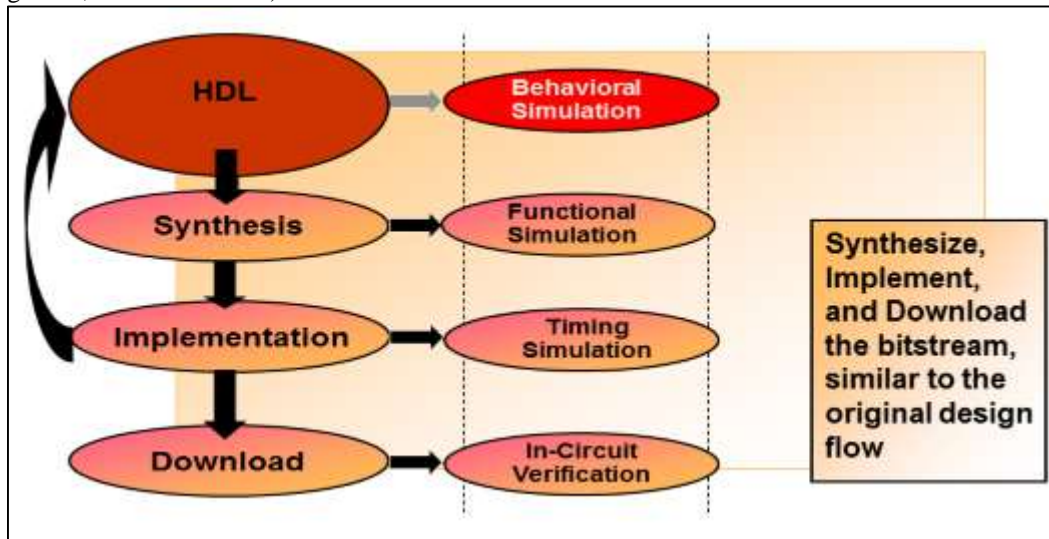 HDL
Behavioral
Simulation
Synthesis
Functional
Simulation
Implementation
Timing
Simulation
Download
In-Circuit
Verification
Synthesize,
Implement,
and Download
the bitstream,
similar to the
original design
flow